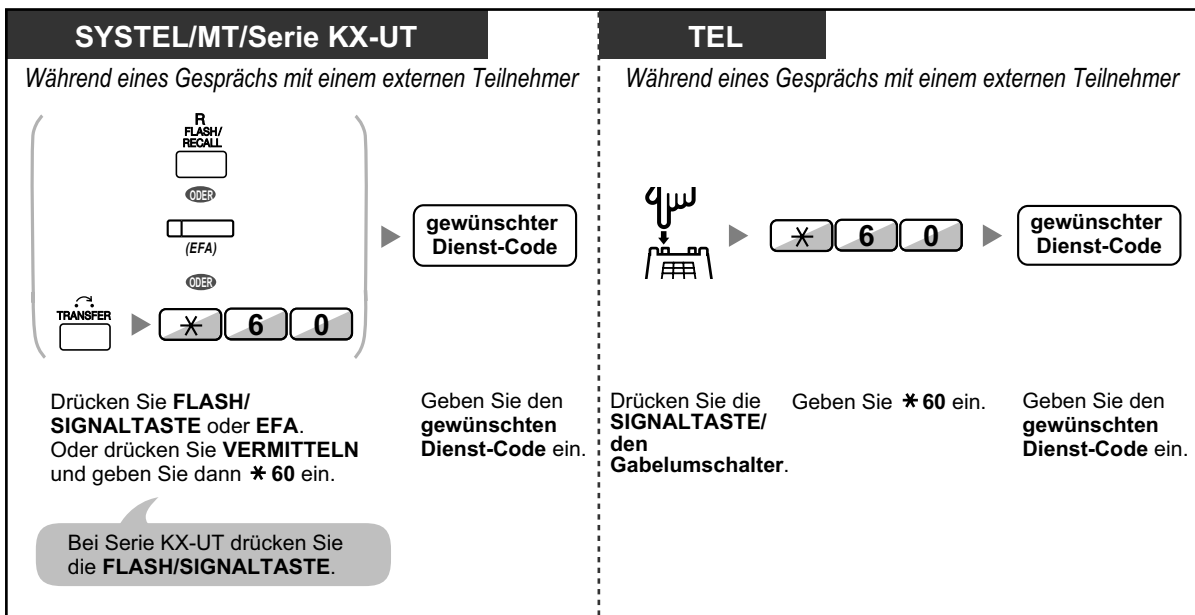 SYSTEL/MT/Serie KX-UT
Während eines Gesprächs mit einem externen Teilnehmer
R
FLASH/
RECALL
ODER
(EFA)
ODER
TRANSFER
* 6 0
gewünschter
Dienst-Code
Drücken Sie FLASH/
SIGNALTASTE oder EFA.
Oder drücken Sie VERMITTELN
und geben Sie dann * 60 ein.
Geben Sie den
gewünschten
Dienst-Code ein.
Bei Serie KX-UT drücken Sie
die FLASH/SIGNALTASTE.
TEL
Während eines Gesprächs mit einem externen Teilnehmer
* 6 0
gewünschter
Dienst-Code
Drücken Sie die
SIGNALTASTE/
den
Gabelumschalter.
Geben Sie * 60 ein.
Geben Sie den
gewünschten
Dienst-Code ein.